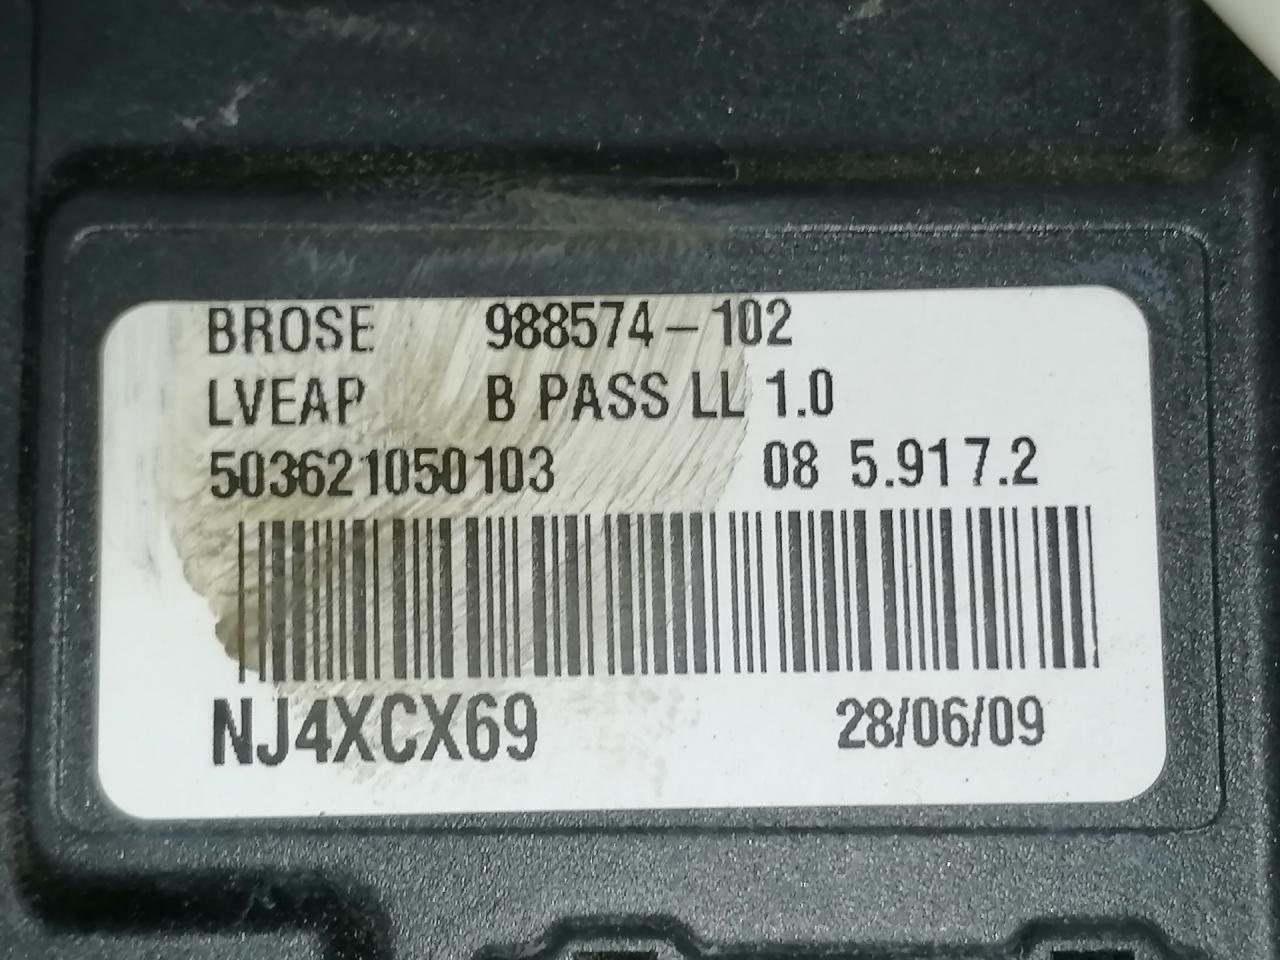 BROSE 988574-102
LVEAP B PASS LL 1.0
503621050103 08 5.917.2
NJ4XCX69 28/06/09